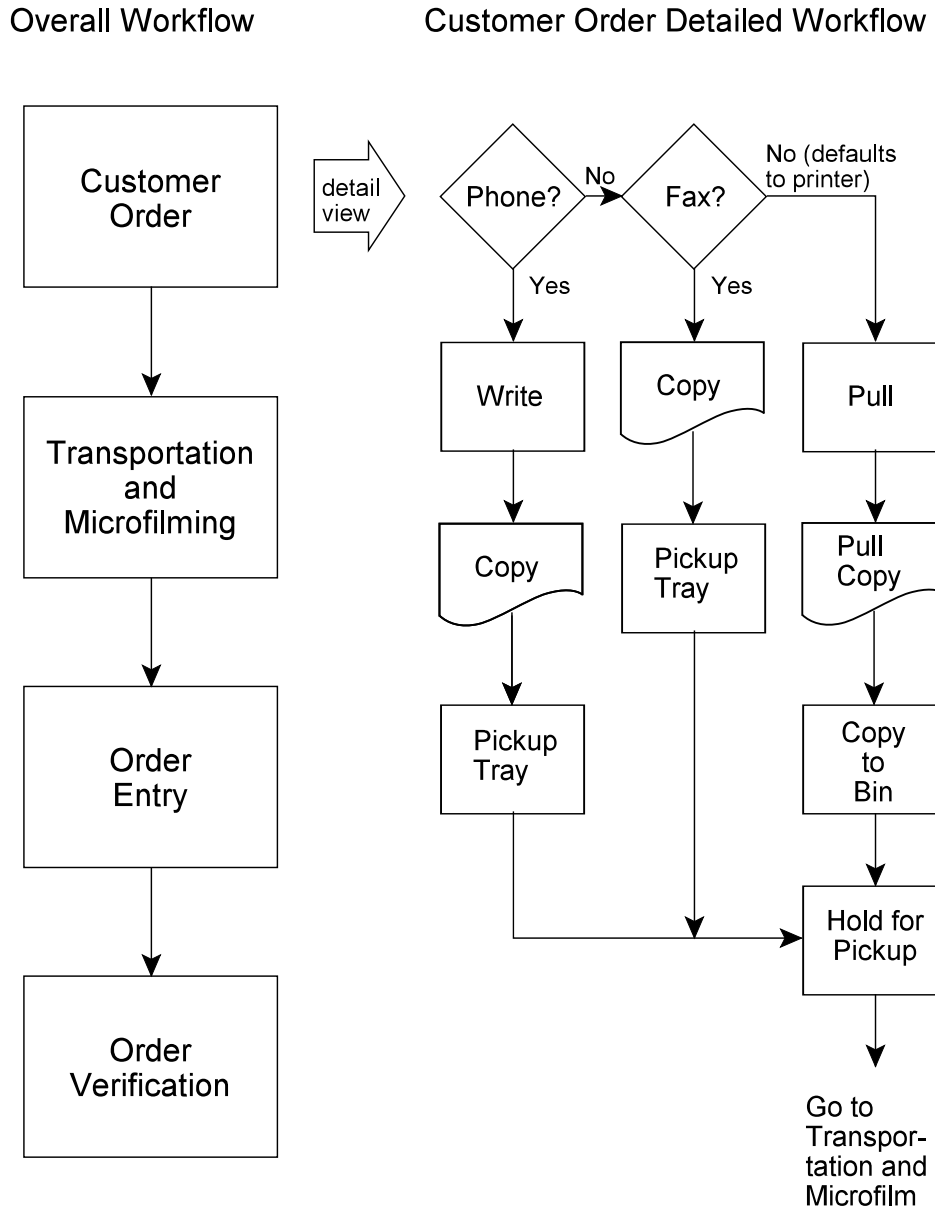 Overall Workflow
Customer Order Detailed Workflow
Customer
Order
detail
view
Transportation
and
Microfilming
Order
Entry
Order
Verification
Phone?
No
Fax?
No (defaults
to printer)
Yes
Yes
Write
Copy
Pull
Copy
Pickup
Tray
Pull
Copy
Pickup
Tray
Copy
to
Bin
Hold for
Pickup
Go to
Transpor-
tation and
Microfilm